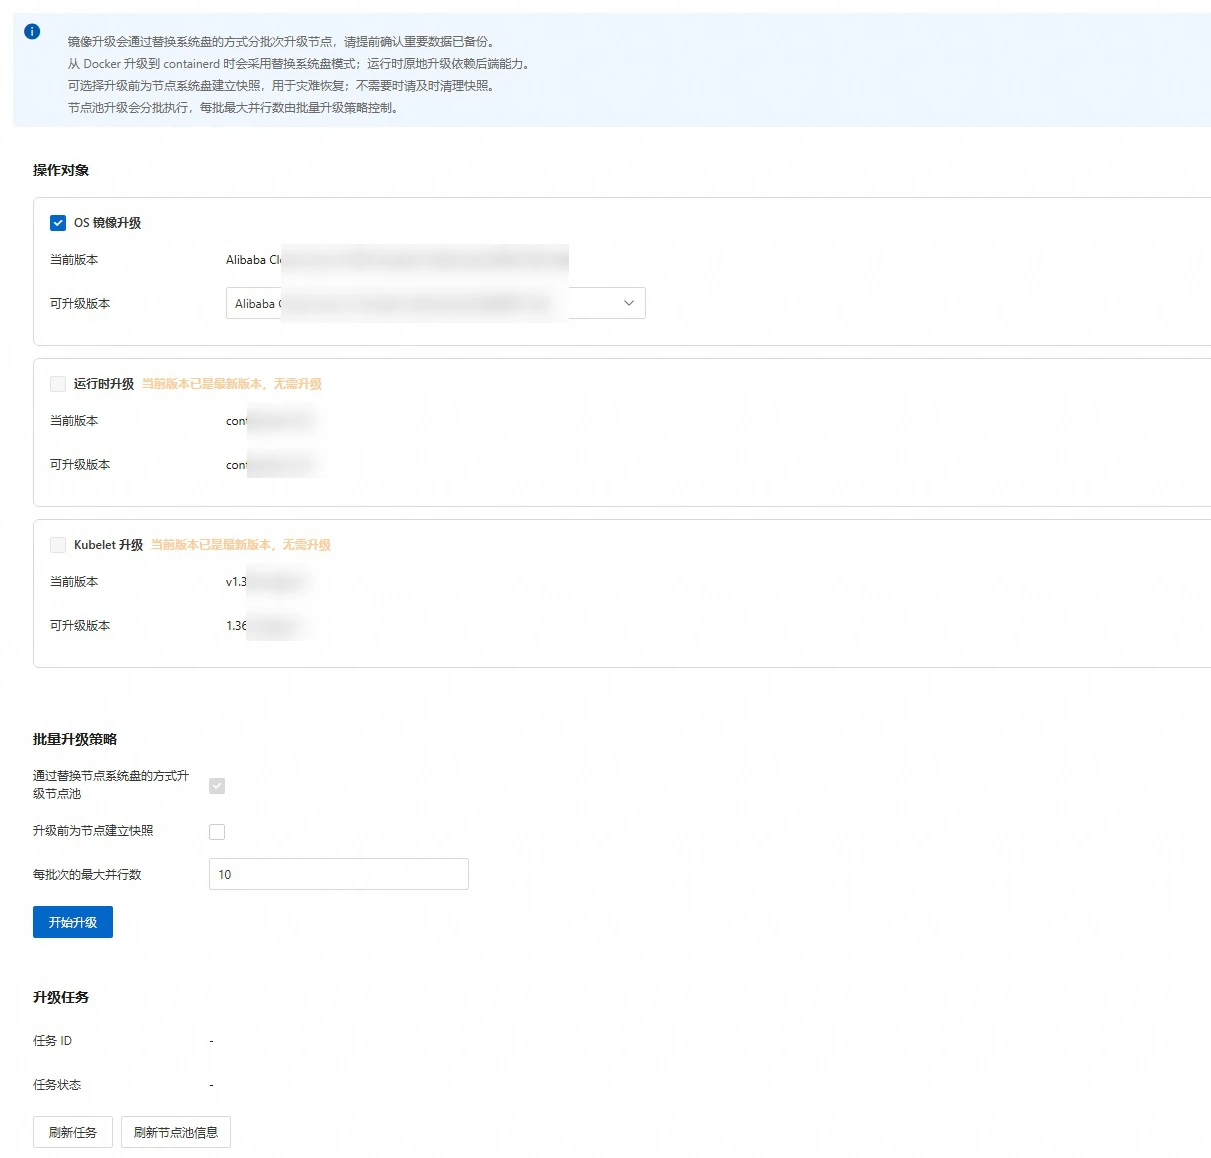 镜像升级会通过替换系统盘的方式分批次升级节点，请提前确认重要数据已备份。
从 Docker 升级到 containerd 时会采用替换系统盘模式；运行时原地升级依赖后端能力。
可选择升级前为节点系统盘建立快照，用于灾难恢复；不需要时请及时清理快照。
节点池升级会分批执行，每批最大并行数由批量升级策略控制。
操作对象
OS 镜像升级
当前版本
Alibaba
可升级版本
Alibaba
运行时升级 当前版本已是最新版本，无需升级
当前版本
可升级版本
Kubelet 升级 当前版本已是最新版本，无需升级
当前版本
v1.3
可升级版本
1.36
批量升级策略
通过替换节点系统盘的方式升
级节点池
升级前为节点建立快照
每批次的最大并行数
10
开始升级
升级任务
任务 ID
-
任务状态
-
刷新任务
刷新节点池信息